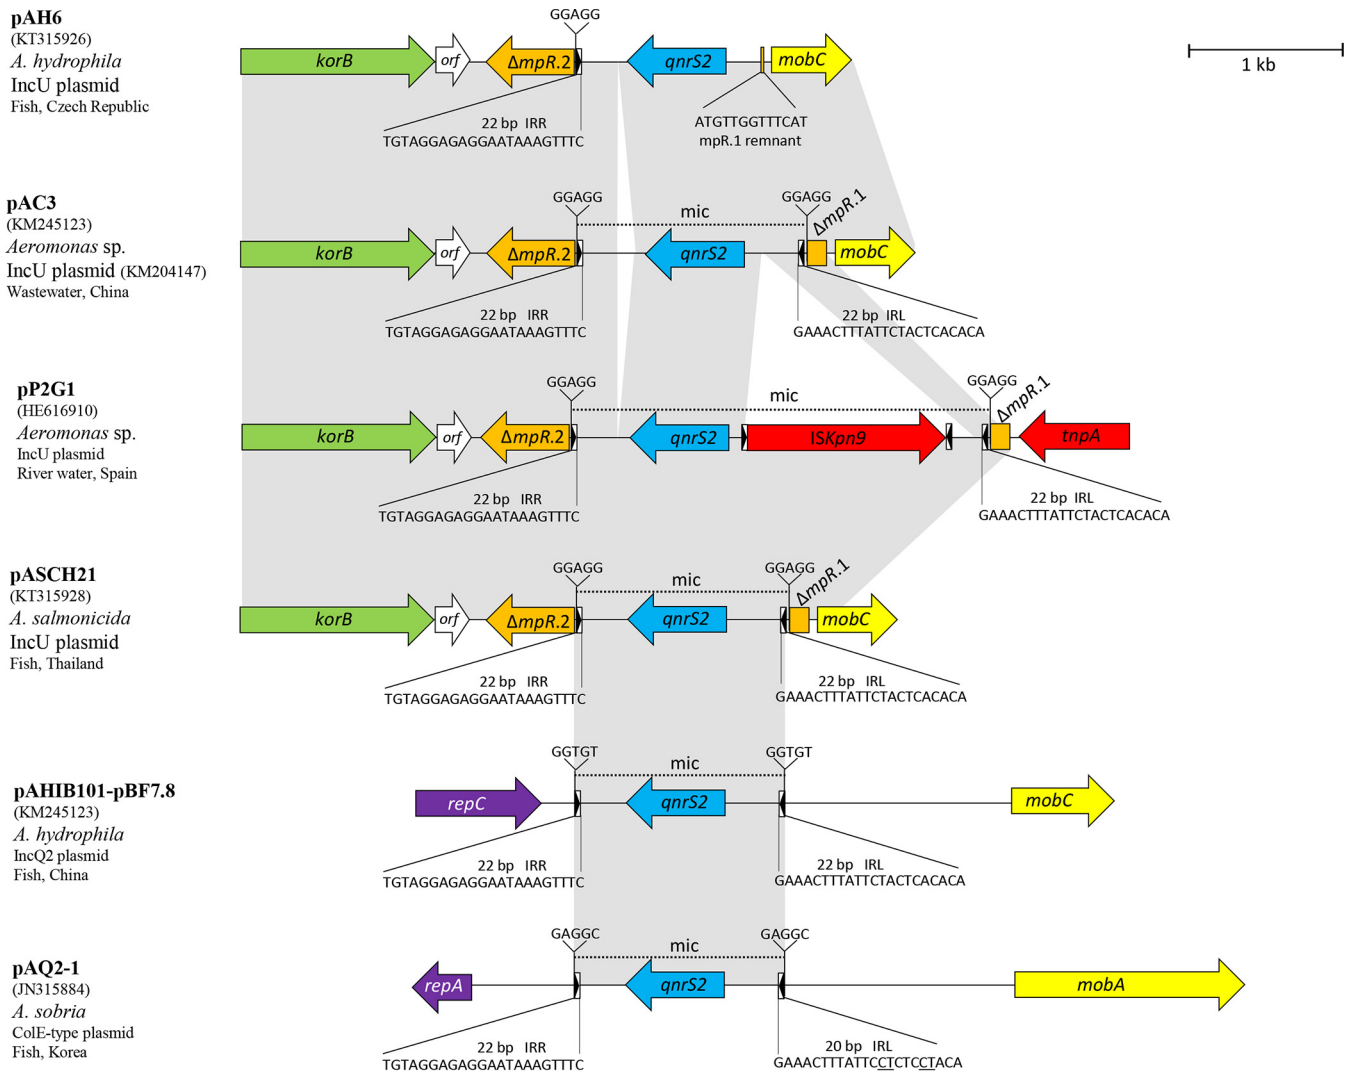 pAH6
(KT315926)
A. hydrophila
IncU plasmid
Fish, Czech Republic
GGAGG
korB
orf
ΔmpR.2
qnrS2
mobC
1 kb
22 bp IRR
TGTAGGAGAGGAATAAAGTTTC
ATGTTGGTTTCAT
mpR.1 remnant
pAC3
(KM245123)
Aeromonas sp.
IncU plasmid (KM204147)
Wastewater, China
GGAGG
mic
GGAGG
ΔmpR.1
korB
orf
ΔmpR.2
qnrS2
mobC
22 bp IRR
TGTAGGAGAGGAATAAAGTTTC
22 bp IRL
GAAACTTTATTCTACTCACACA
pP2G1
(HE616910)
Aeromonas sp.
IncU plasmid
River water, Spain
GGAGG
mic
GGAGG
ΔmpR.1
korB
orf
ΔmpR.2
qnrS2
ISKpn9
tnpA
22 bp IRR
TGTAGGAGAGGAATAAAGTTTC
22 bp IRL
GAAACTTTATTCTACTCACACA
pASCH21
(KT315928)
A. salmonicida
IncU plasmid
Fish, Thailand
GGAGG
mic
GGAGG
ΔmpR.1
korB
orf
ΔmpR.2
qnrS2
mobC
22 bp IRR
TGTAGGAGAGGAATAAAGTTTC
22 bp IRL
GAAACTTTATTCTACTCACACA
pAHIB101-pBF7.8
(KM245123)
A. hydrophila
IncQ2 plasmid
Fish, China
GGTGT
mic
GGTGT
repC
qnrS2
mobC
22 bp IRR
TGTAGGAGAGGAATAAAGTTTC
22 bp IRL
GAAACTTTATTCTACTCACACA
pAQ2-1
(JN315884)
A. sobria
ColE-type plasmid
Fish, Korea
GAGGC
mic
GAGGC
repA
qnrS2
mobA
22 bp IRR
TGTAGGAGAGGAATAAAGTTTC
20 bp IRL
GAAACTTTATTCCTCTCCTACA